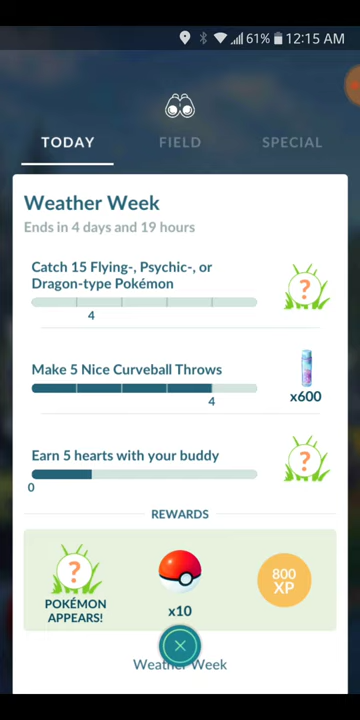 61% 12:15 AM
TODAY FIELD SPECIAL
Weather Week
Ends in 4 days and 19 hours
Catch 15 Flying-, Psychic-, or
Dragon-type Pokémon
?
4
Make 5 Nice Curveball Throws
x600
4
Earn 5 hearts with your buddy
?
0
REWARDS
?
800
XP
POKÉMON
APPEARS!
x10
Weather Week